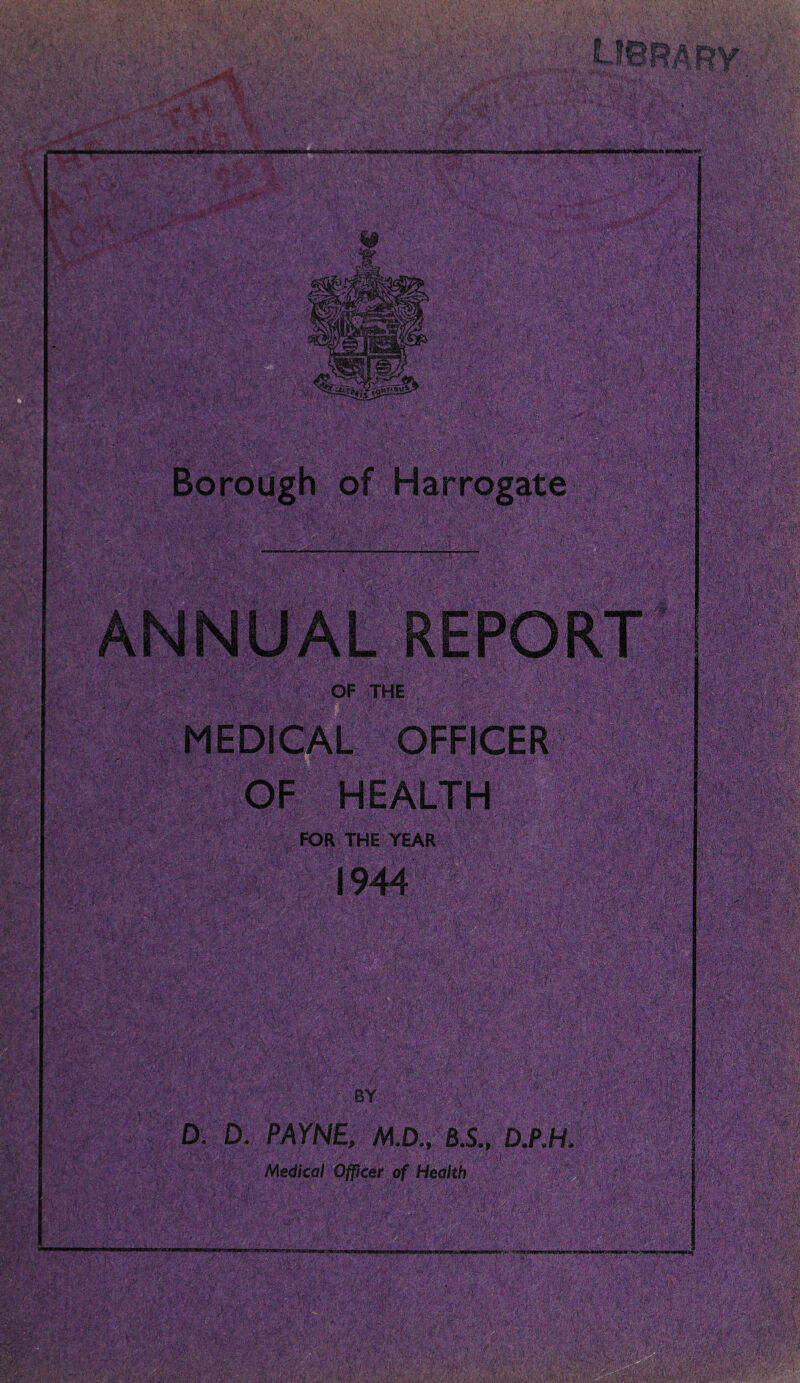 LIBRARY
Borough of Harrogate
ANNUAL REPORT
OF THE
MEDICAL OFFICER
OF HEALTH
FOR THE YEAR
1944
BY
D. D. PAYNE, M.D., B.S., D.P.H.
Medical Officer of Health